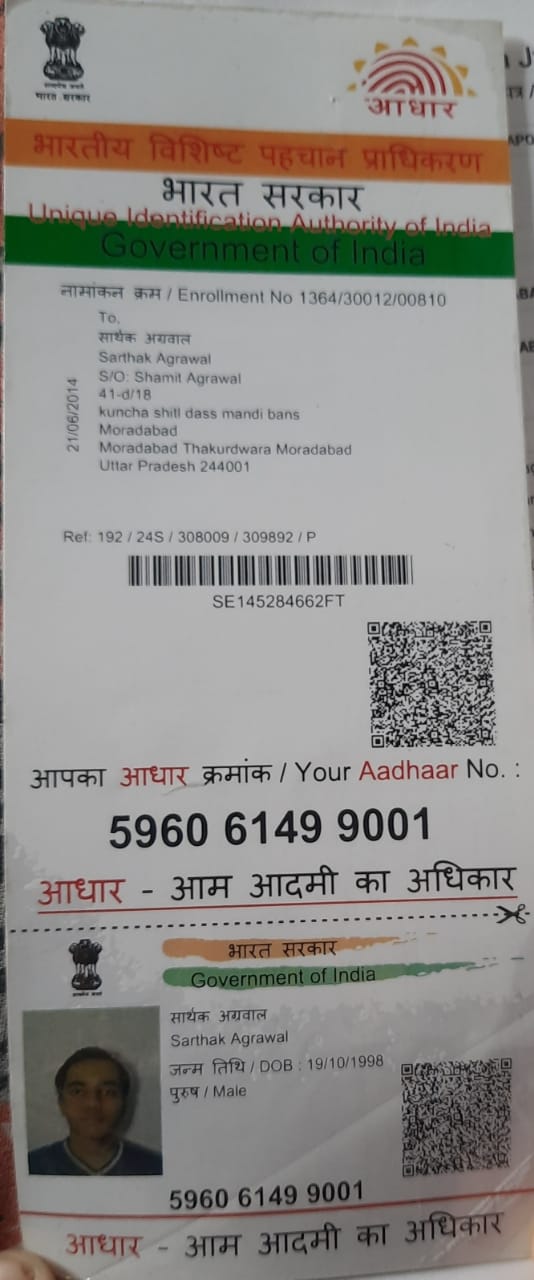 भारत सरकार
आधार
भारतीय विशिष्ट पहचान प्राधिकरण
भारत सरकार
Unique Identification Authority of India
Government of India
नामांकन क्रम / Enrollment No 1364/30012/00810
To,
सार्थक अग्रवाल
Sarthak Agrawal
S/O: Shamit Agrawal
41-d/18
kuncha shill dass mandi bans
Moradabad
Moradabad Thakurdwara Moradabad
Uttar Pradesh 244001
21/06/2014
Ref: 192 / 24S / 308009 / 309892 / P
SE145284662FT
आपका आधार क्रमांक / Your Aadhaar No. :
5960 6149 9001
आधार - आम आदमी का अधिकार
भारत सरकार
Government of India
सार्थक अग्रवाल
Sarthak Agrawal
जन्म तिथि / DOB : 19/10/1998
पुरुष / Male
5960 6149 9001
आधार - आम आदमी का अधिकार